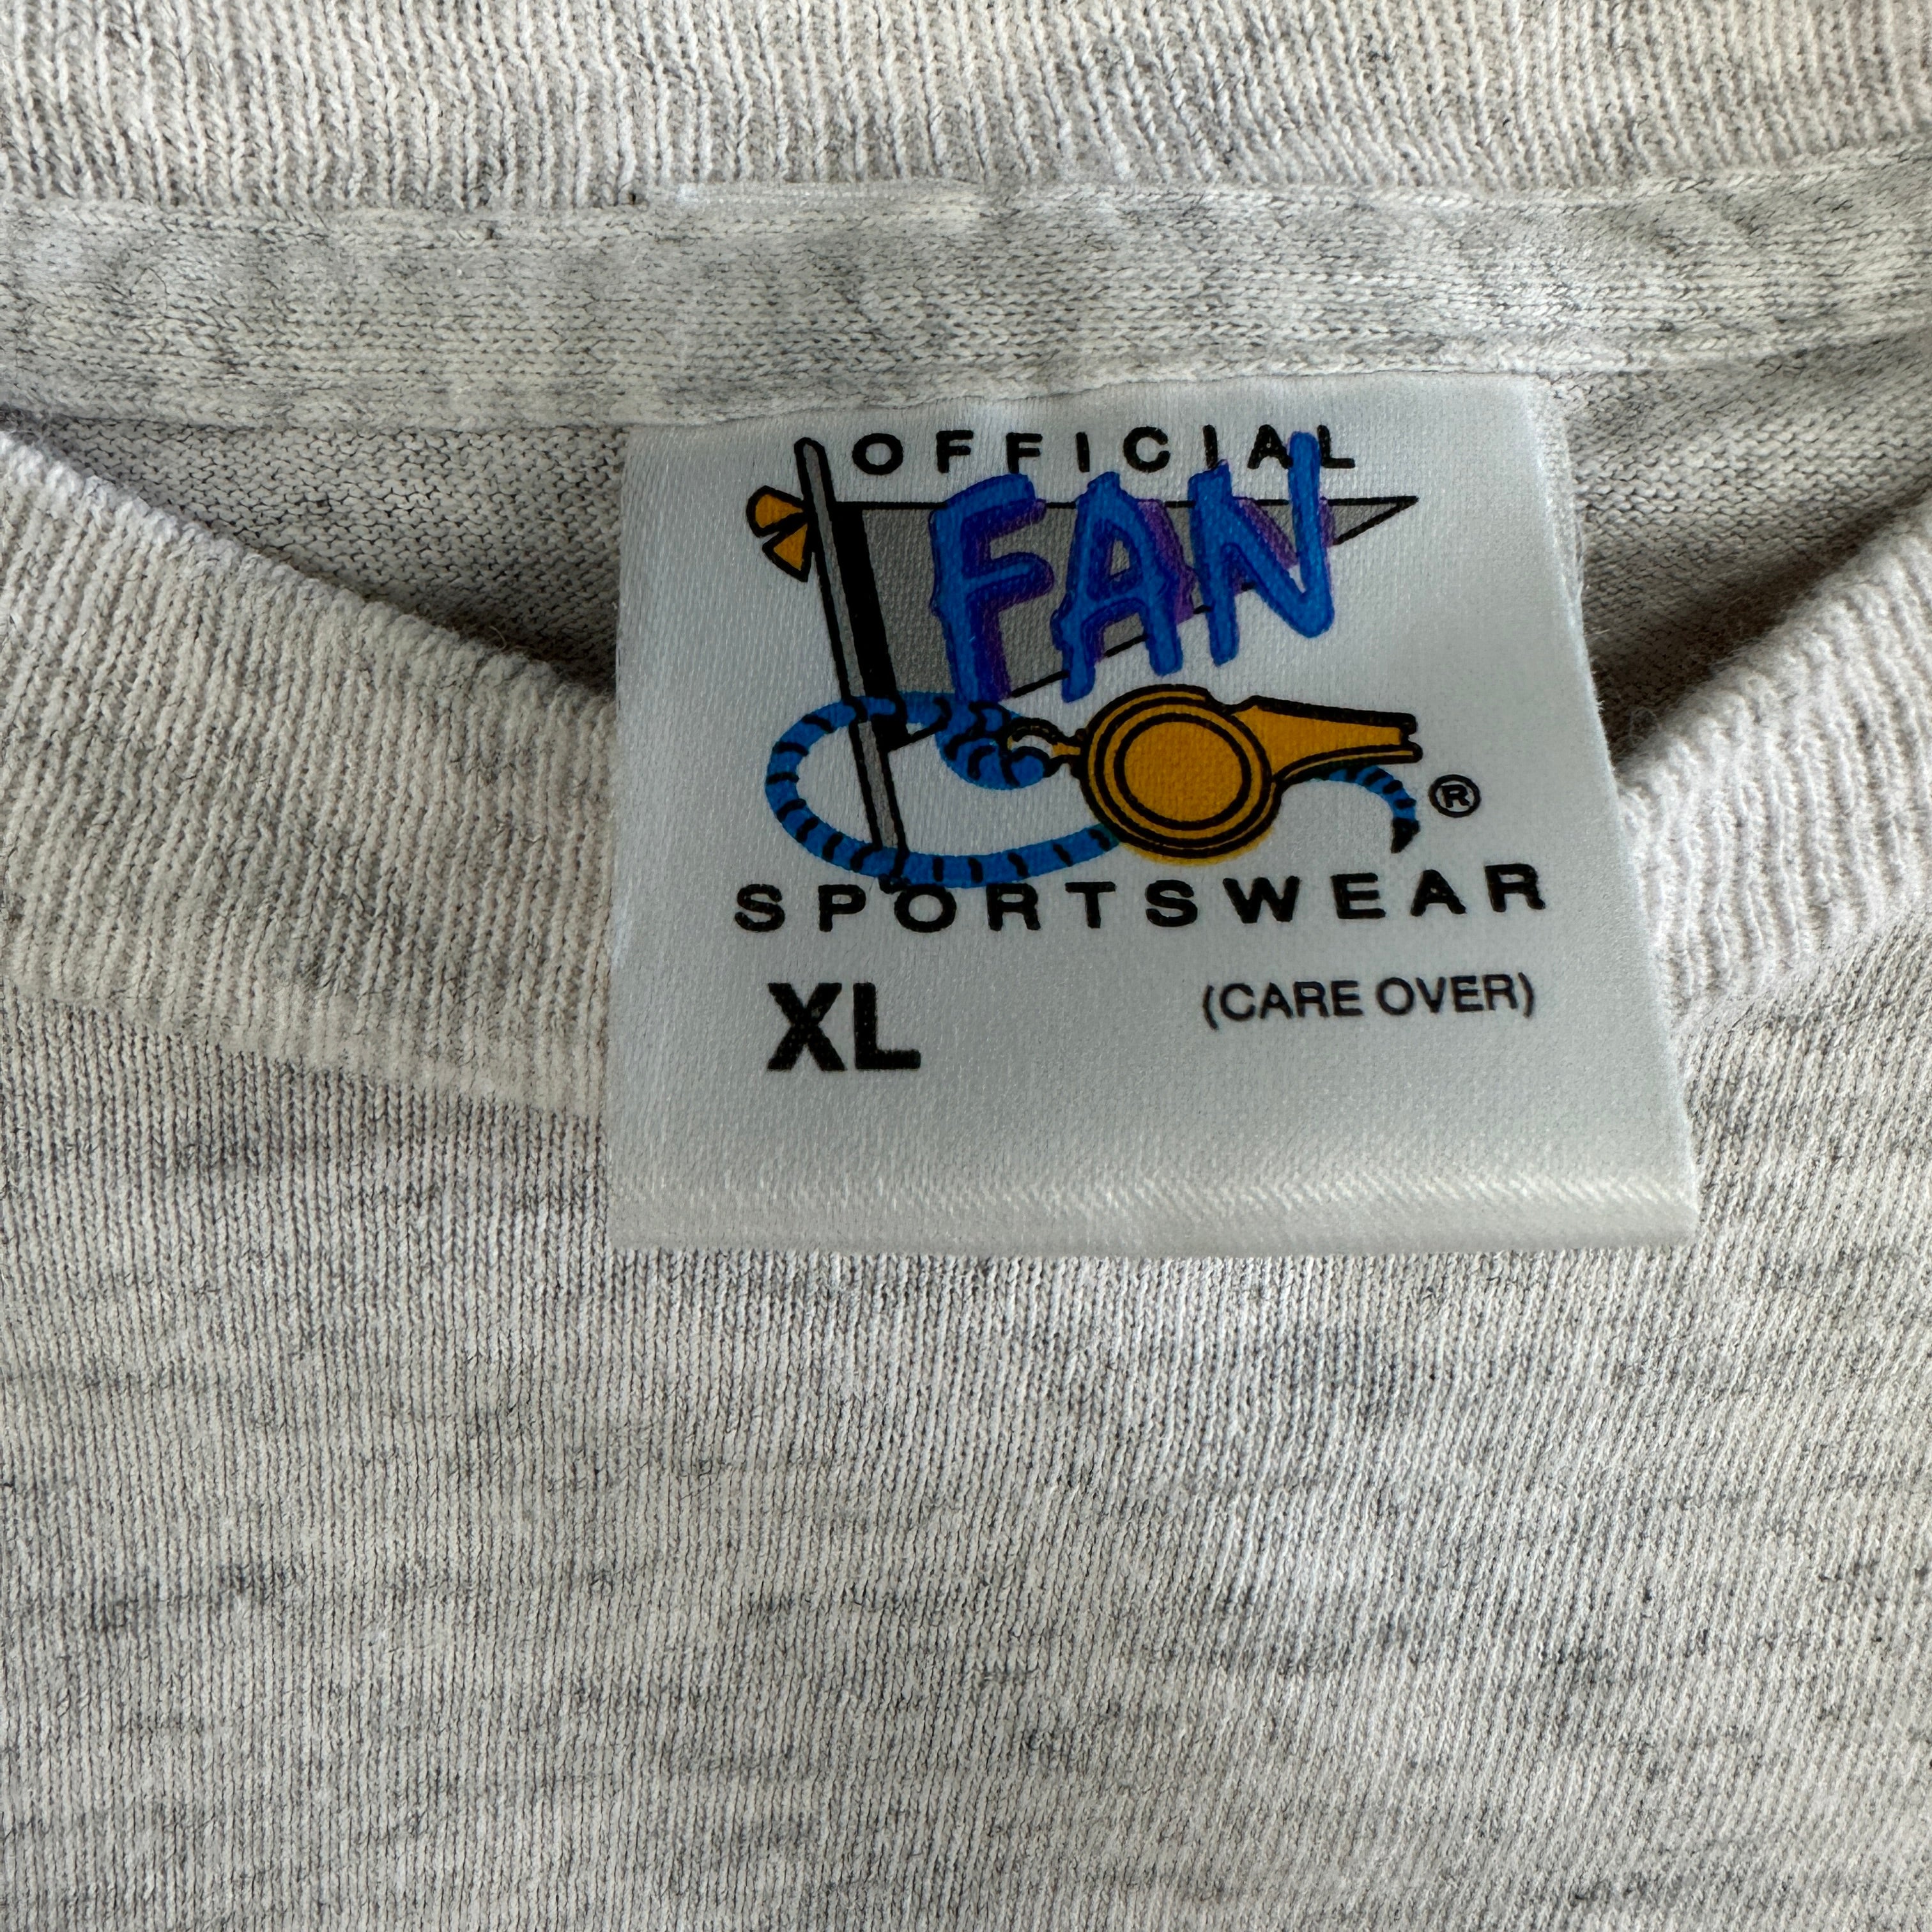 OFFICIAL
FAN
®
SPORTSWEAR
XL (CARE OVER)